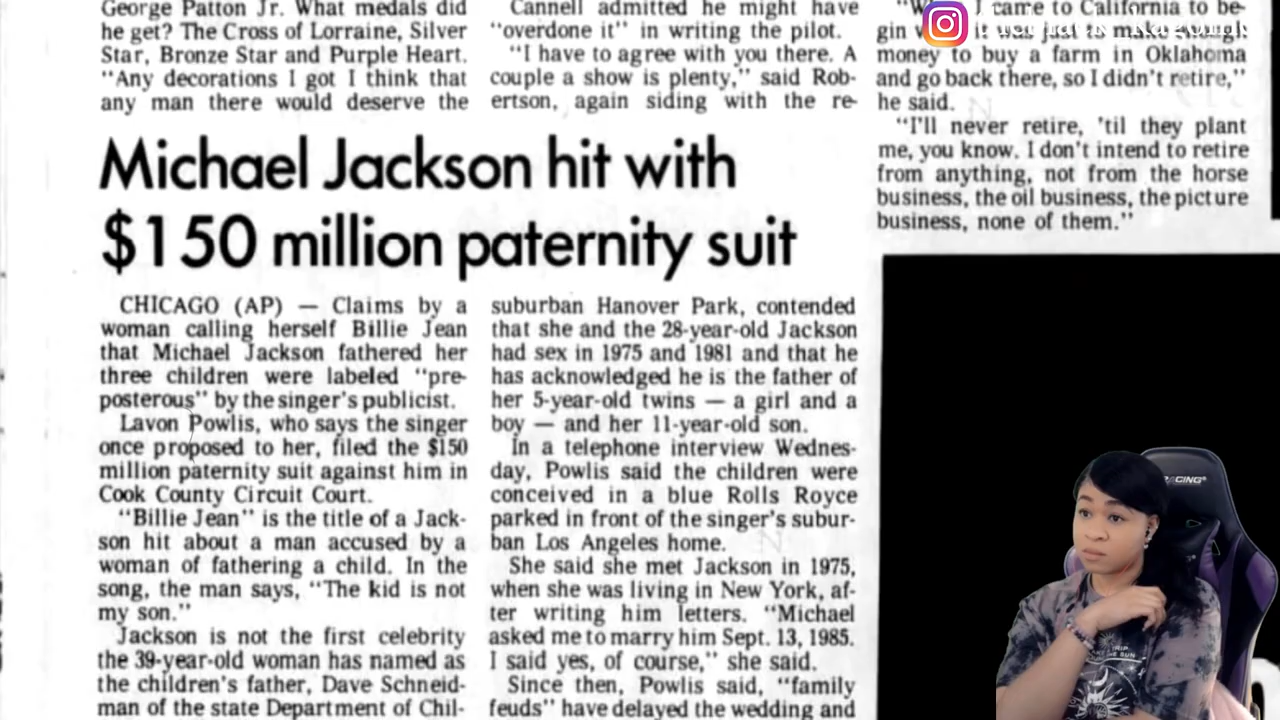 George Patton Jr. What medals did
he get? The Cross of Lorraine, Silver
Star, Bronze Star and Purple Heart.
"Any decorations I got I think that
any man there would deserve the
Michael Jackson hit with
$150 million paternity suit
CHICAGO (AP) — Claims by a
woman calling herself Billie Jean
that Michael Jackson fathered her
three children were labeled "pre-
posterous" by the singer's publicist.
Lavon Powlis, who says the singer
once proposed to her, filed the $150
million paternity suit against him in
Cook County Circuit Court.
"Billie Jean" is the title of a Jack-
son hit about a man accused by a
woman of fathering a child. In the
song, the man says, "The kid is not
my son."
Jackson is not the first celebrity
the 39-year-old woman has named as
the children's father, Dave Schneid-
man of the state Department of Chil-
Cannell admitted he might have
"overdone it" in writing the pilot.
"I have to agree with you there. A
couple a show is plenty," said Rob-
ertson, again siding with the re-
suburban Hanover Park, contended
that she and the 28-year-old Jackson
had sex in 1975 and 1981 and that he
has acknowledged he is the father of
her 5-year-old twins — a girl and a
boy — and her 11-year-old son.
In a telephone interview Wednes-
day, Powlis said the children were
conceived in a blue Rolls Royce
parked in front of the singer's subur-
ban Los Angeles home.
She said she met Jackson in 1975,
when she was living in New York, af-
ter writing him letters. "Michael
asked me to marry him Sept. 13, 1985.
I said yes, of course," she said.
Since then, Powlis said, "family
feuds" have delayed the wedding and
I came to California to be-
gin
money to buy a farm in Oklahoma
and go back there, so I didn't retire,"
he said.
"I'll never retire, 'til they plant
me, you know. I don't intend to retire
from anything, not from the horse
business, the oil business, the picture
business, none of them."
RACING
THE SUN